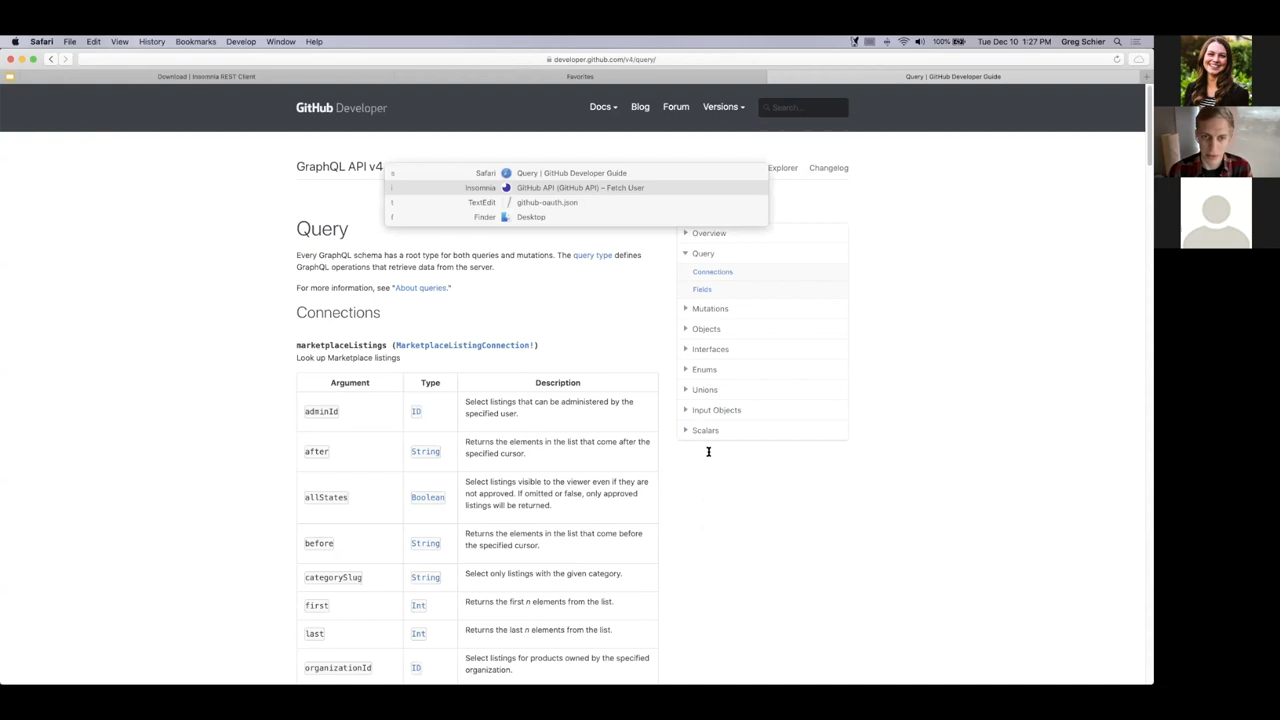 Safari File Edit View History Bookmarks Develop Window Help 100% Tue Dec 10 1:27 PM Greg Schier
developer.github.com/v4/query/
Download | Insomnia REST Client Favorites Query | GitHub Developer Guide
GitHub Developer Docs Blog Forum Versions Search...
GraphQL API v4 Explorer Changelog
s Safari Query | GitHub Developer Guide
i Insomnia GitHub API (GitHub API) – Fetch User
t TextEdit github-oauth.json
f Finder Desktop
Query
Every GraphQL schema has a root type for both queries and mutations. The query type defines
GraphQL operations that retrieve data from the server.
For more information, see "About queries."
Connections
marketplaceListings (MarketplaceListingConnection!)
Look up Marketplace listings
Argument Type Description
adminId ID Select listings that can be administered by the
specified user.
after String Returns the elements in the list that come after the
specified cursor.
allStates Boolean Select listings visible to the viewer even if they are
not approved. If omitted or false, only approved
listings will be returned.
before String Returns the elements in the list that come before
the specified cursor.
categorySlug String Select only listings with the given category.
first Int Returns the first n elements from the list.
last Int Returns the last n elements from the list.
organizationId ID Select listings for products owned by the specified
organization.
Overview
Query
Connections
Fields
Mutations
Objects
Interfaces
Enums
Unions
Input Objects
Scalars